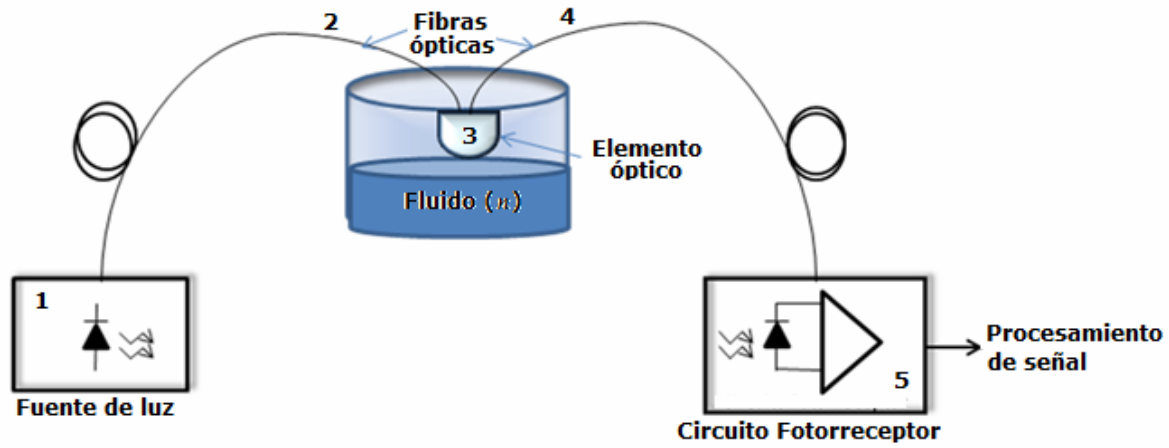 2
Fibras
ópticas
4
3
Elemento
óptico
Fluido (n)
1
Fuente de luz
5
Procesamiento
de señal
Circuito Fotorreceptor